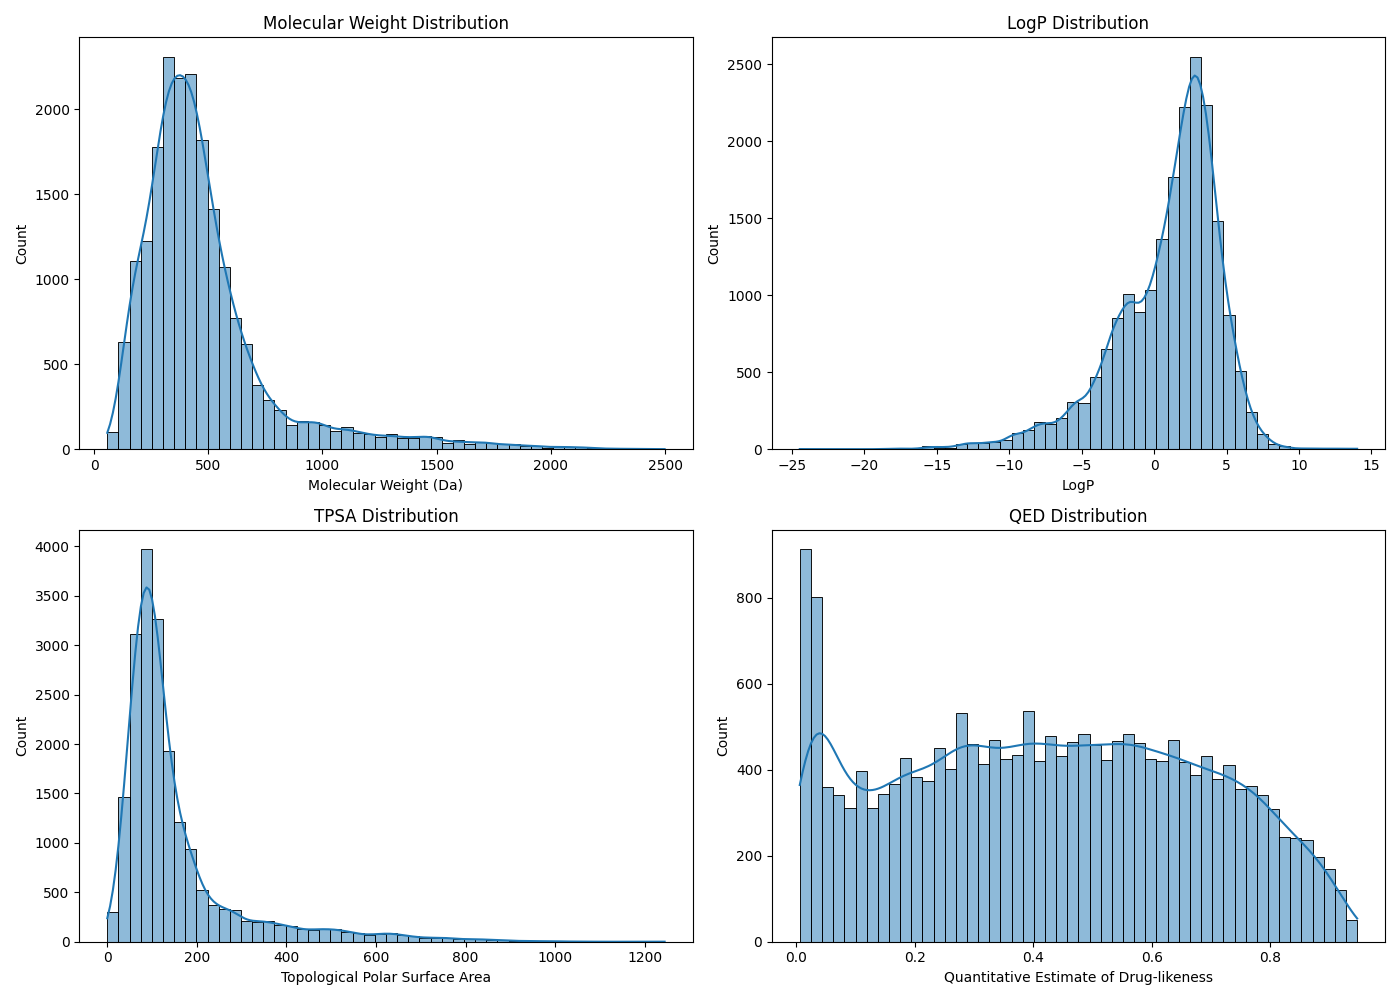 Molecular Weight Distribution
Count
2000
1500
1000
500
0
0 500 1000 1500 2000 2500
Molecular Weight (Da)
LogP Distribution
Count
2500
2000
1500
1000
500
0
−25 −20 −15 −10 −5 0 5 10 15
LogP
TPSA Distribution
Count
4000
3500
3000
2500
2000
1500
1000
500
0
0 200 400 600 800 1000 1200
Topological Polar Surface Area
QED Distribution
Count
800
600
400
200
0
0.0 0.2 0.4 0.6 0.8
Quantitative Estimate of Drug-likeness